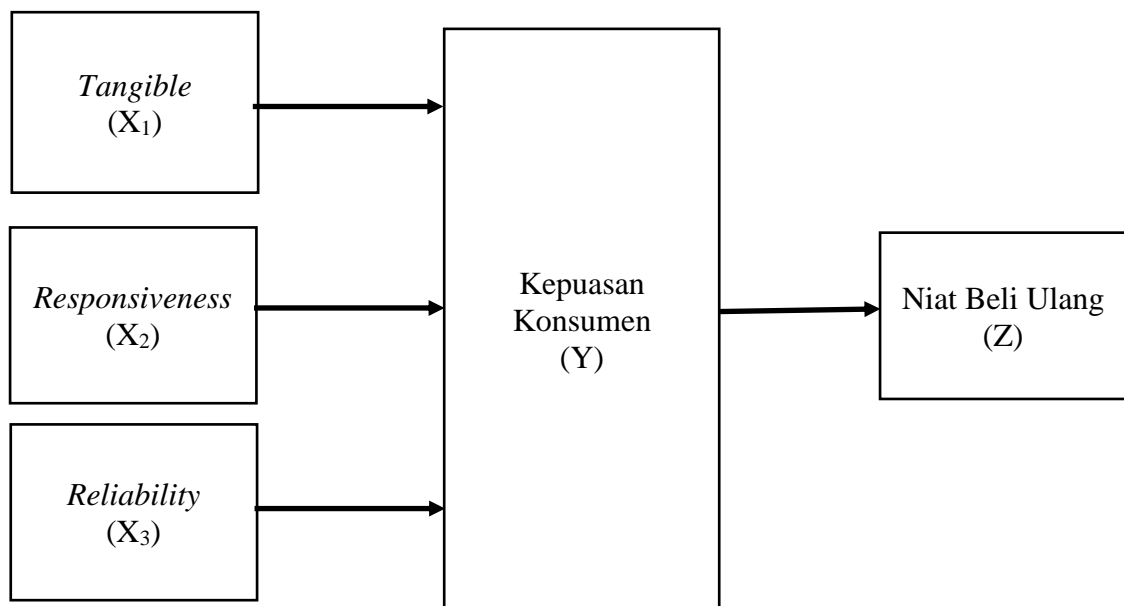 Tangible
(X₁)
Responsiveness
(X₂)
Reliability
(X₃)
Kepuasan
Konsumen
(Y)
Niat Beli Ulang
(Z)